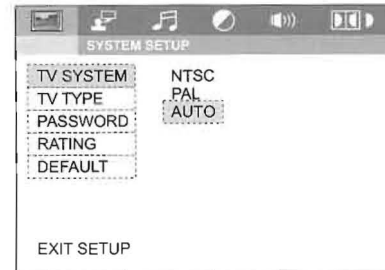 SYSTEM SETUP
TV SYSTEM
NTSC
TV TYPE
PAL
AUTO
PASSWORD
RATING
DEFAULT
EXIT SETUP